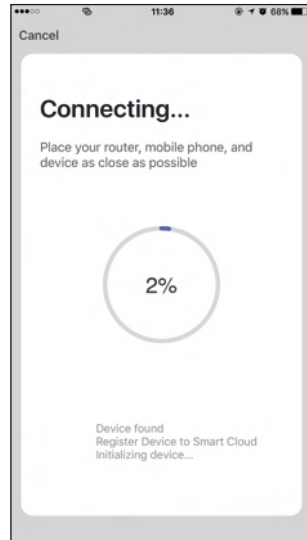 11:36
68%
Cancel
Connecting...
Place your router, mobile phone, and
device as close as possible
2%
Device found
Register Device to Smart Cloud
Initializing device...